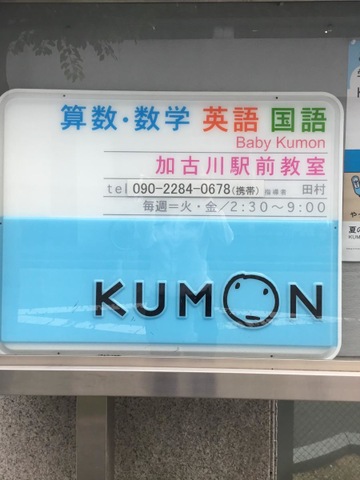 算数・数学 英語 国語
Baby Kumon
加古川駅前教室
tel 090-2284-0678(携帯) 指導者 田村
毎週=火・金/2:30~9:00
KUMON